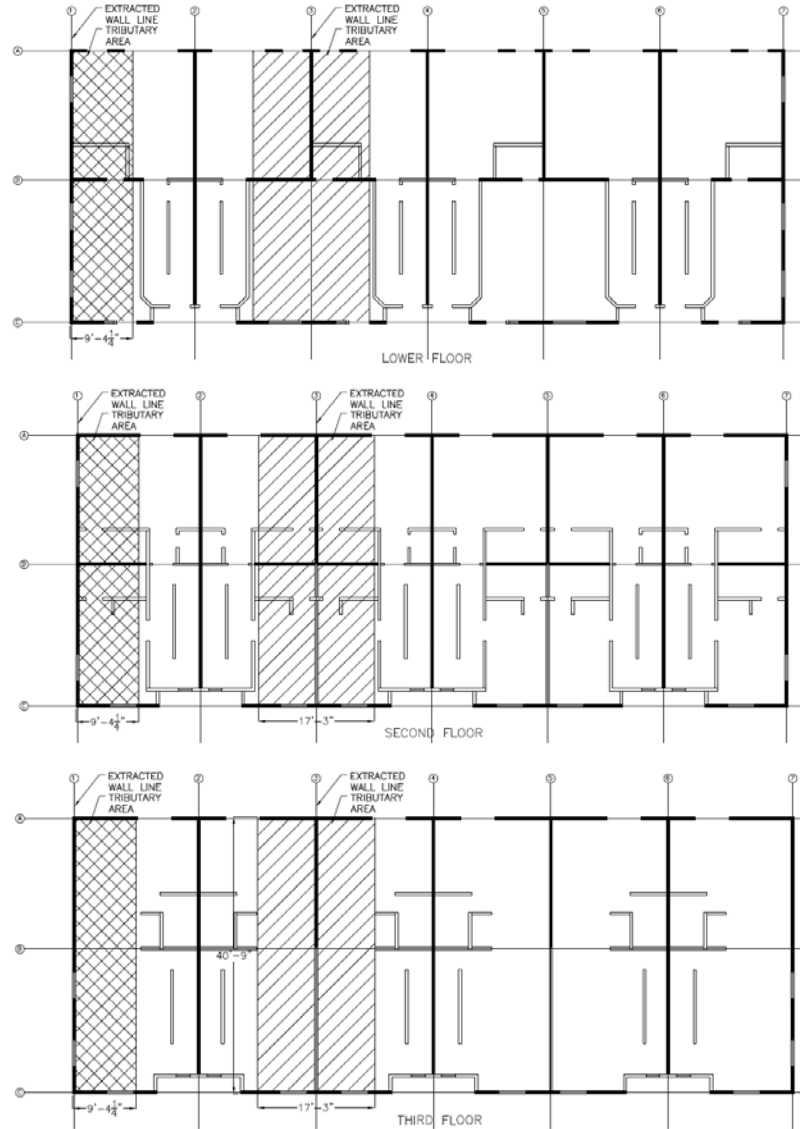 1 EXTRACTED WALL LINE TRIBUTARY AREA 2 3 EXTRACTED WALL LINE TRIBUTARY AREA 4 5 6 7
A
B
C
9'-4¼"
LOWER FLOOR
1 EXTRACTED WALL LINE TRIBUTARY AREA 2 3 EXTRACTED WALL LINE TRIBUTARY AREA 4 5 6 7
A
B
C
9'-4¼" 17'-3"
SECOND FLOOR
1 EXTRACTED WALL LINE TRIBUTARY AREA 2 3 EXTRACTED WALL LINE TRIBUTARY AREA 4 5 6 7
A
B
40'-9"
C
9'-4¼" 17'-3"
THIRD FLOOR